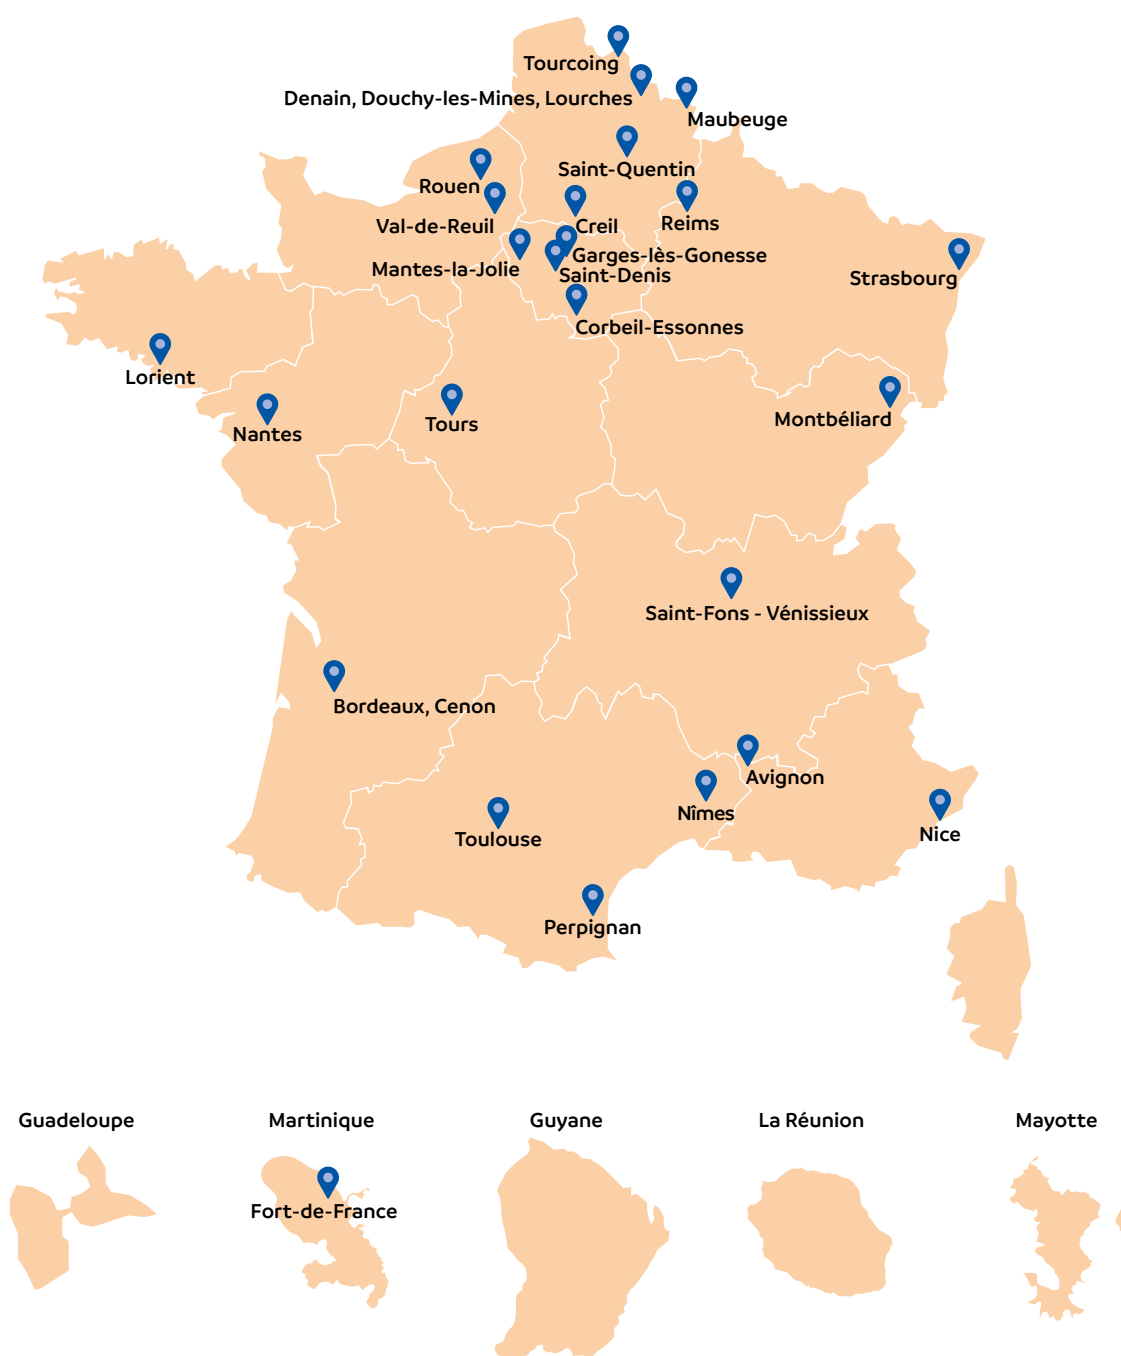 Tourcoing
Denain, Douchy-les-Mines, Lourches
Maubeuge
Saint-Quentin
Rouen
Val-de-Reuil
Creil
Reims
Mantes-la-Jolie
Garges-lès-Gonesse
Saint-Denis
Strasbourg
Corbeil-Essonnes
Lorient
Nantes
Tours
Montbéliard
Saint-Fons - Vénissieux
Bordeaux, Cenon
Avignon
Nîmes
Nice
Toulouse
Perpignan
Guadeloupe
Martinique
Guyane
La Réunion
Mayotte
Fort-de-France